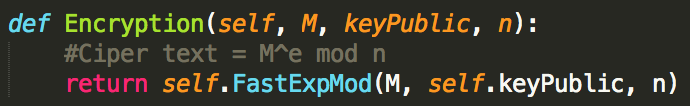 def Encryption(self, M, keyPublic, n):
#Ciper text = M^e mod n
return self.FastExpMod(M, self.keyPublic, n)